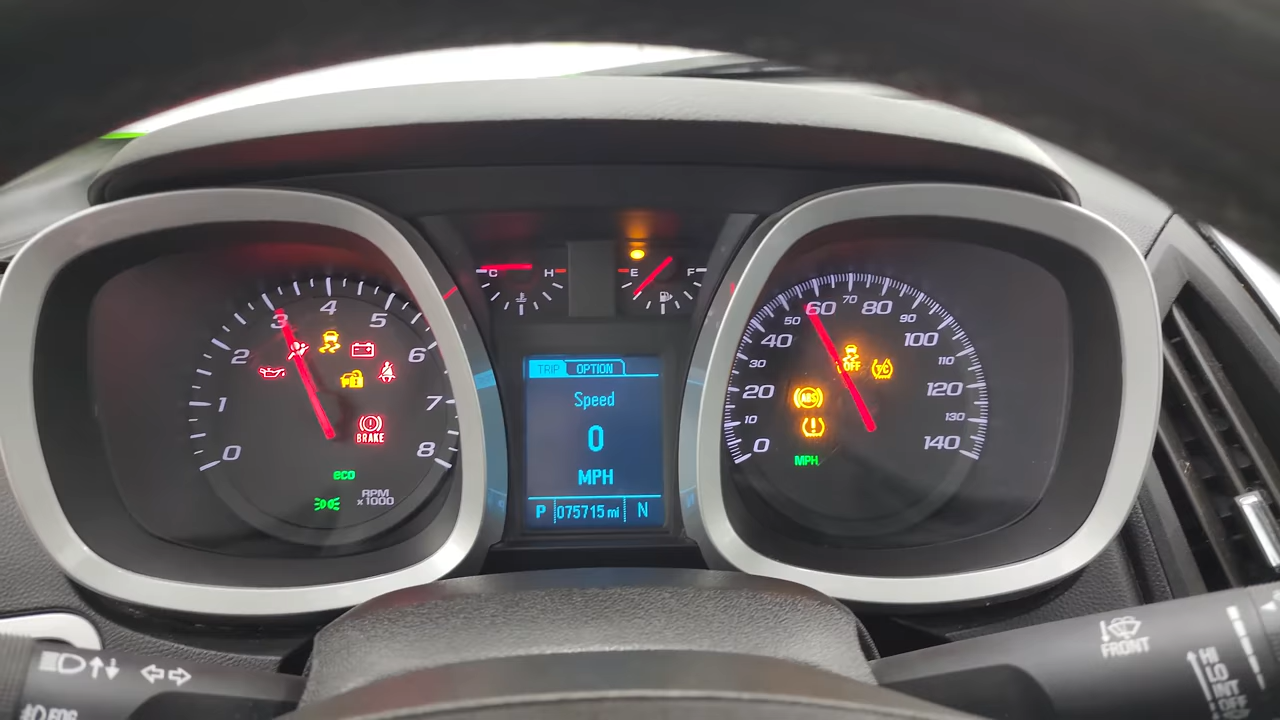 C H
E F
0 1 2 3 4 5 6 7 8
BRAKE
eco
RPM
x1000
TRIP OPTION
Speed
0
MPH
P 075715 mi N
0 10 20 30 40 50 60 70 80 90 100 110 120 130 140
OFF
TC
ABS
MPH
FRONT
HI
LO
INT
OFF
FOG